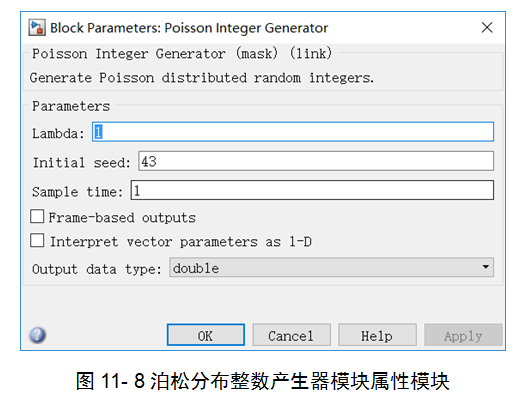 Block Parameters: Poisson Integer Generator
Poisson Integer Generator (mask) (link)
Generate Poisson distributed random integers.
Parameters
Lambda: 1
Initial seed: 43
Sample time: 1
Frame-based outputs
Interpret vector parameters as 1-D
Output data type: double
OK Cancel Help Apply
图 11- 8 泊松分布整数产生器模块属性模块